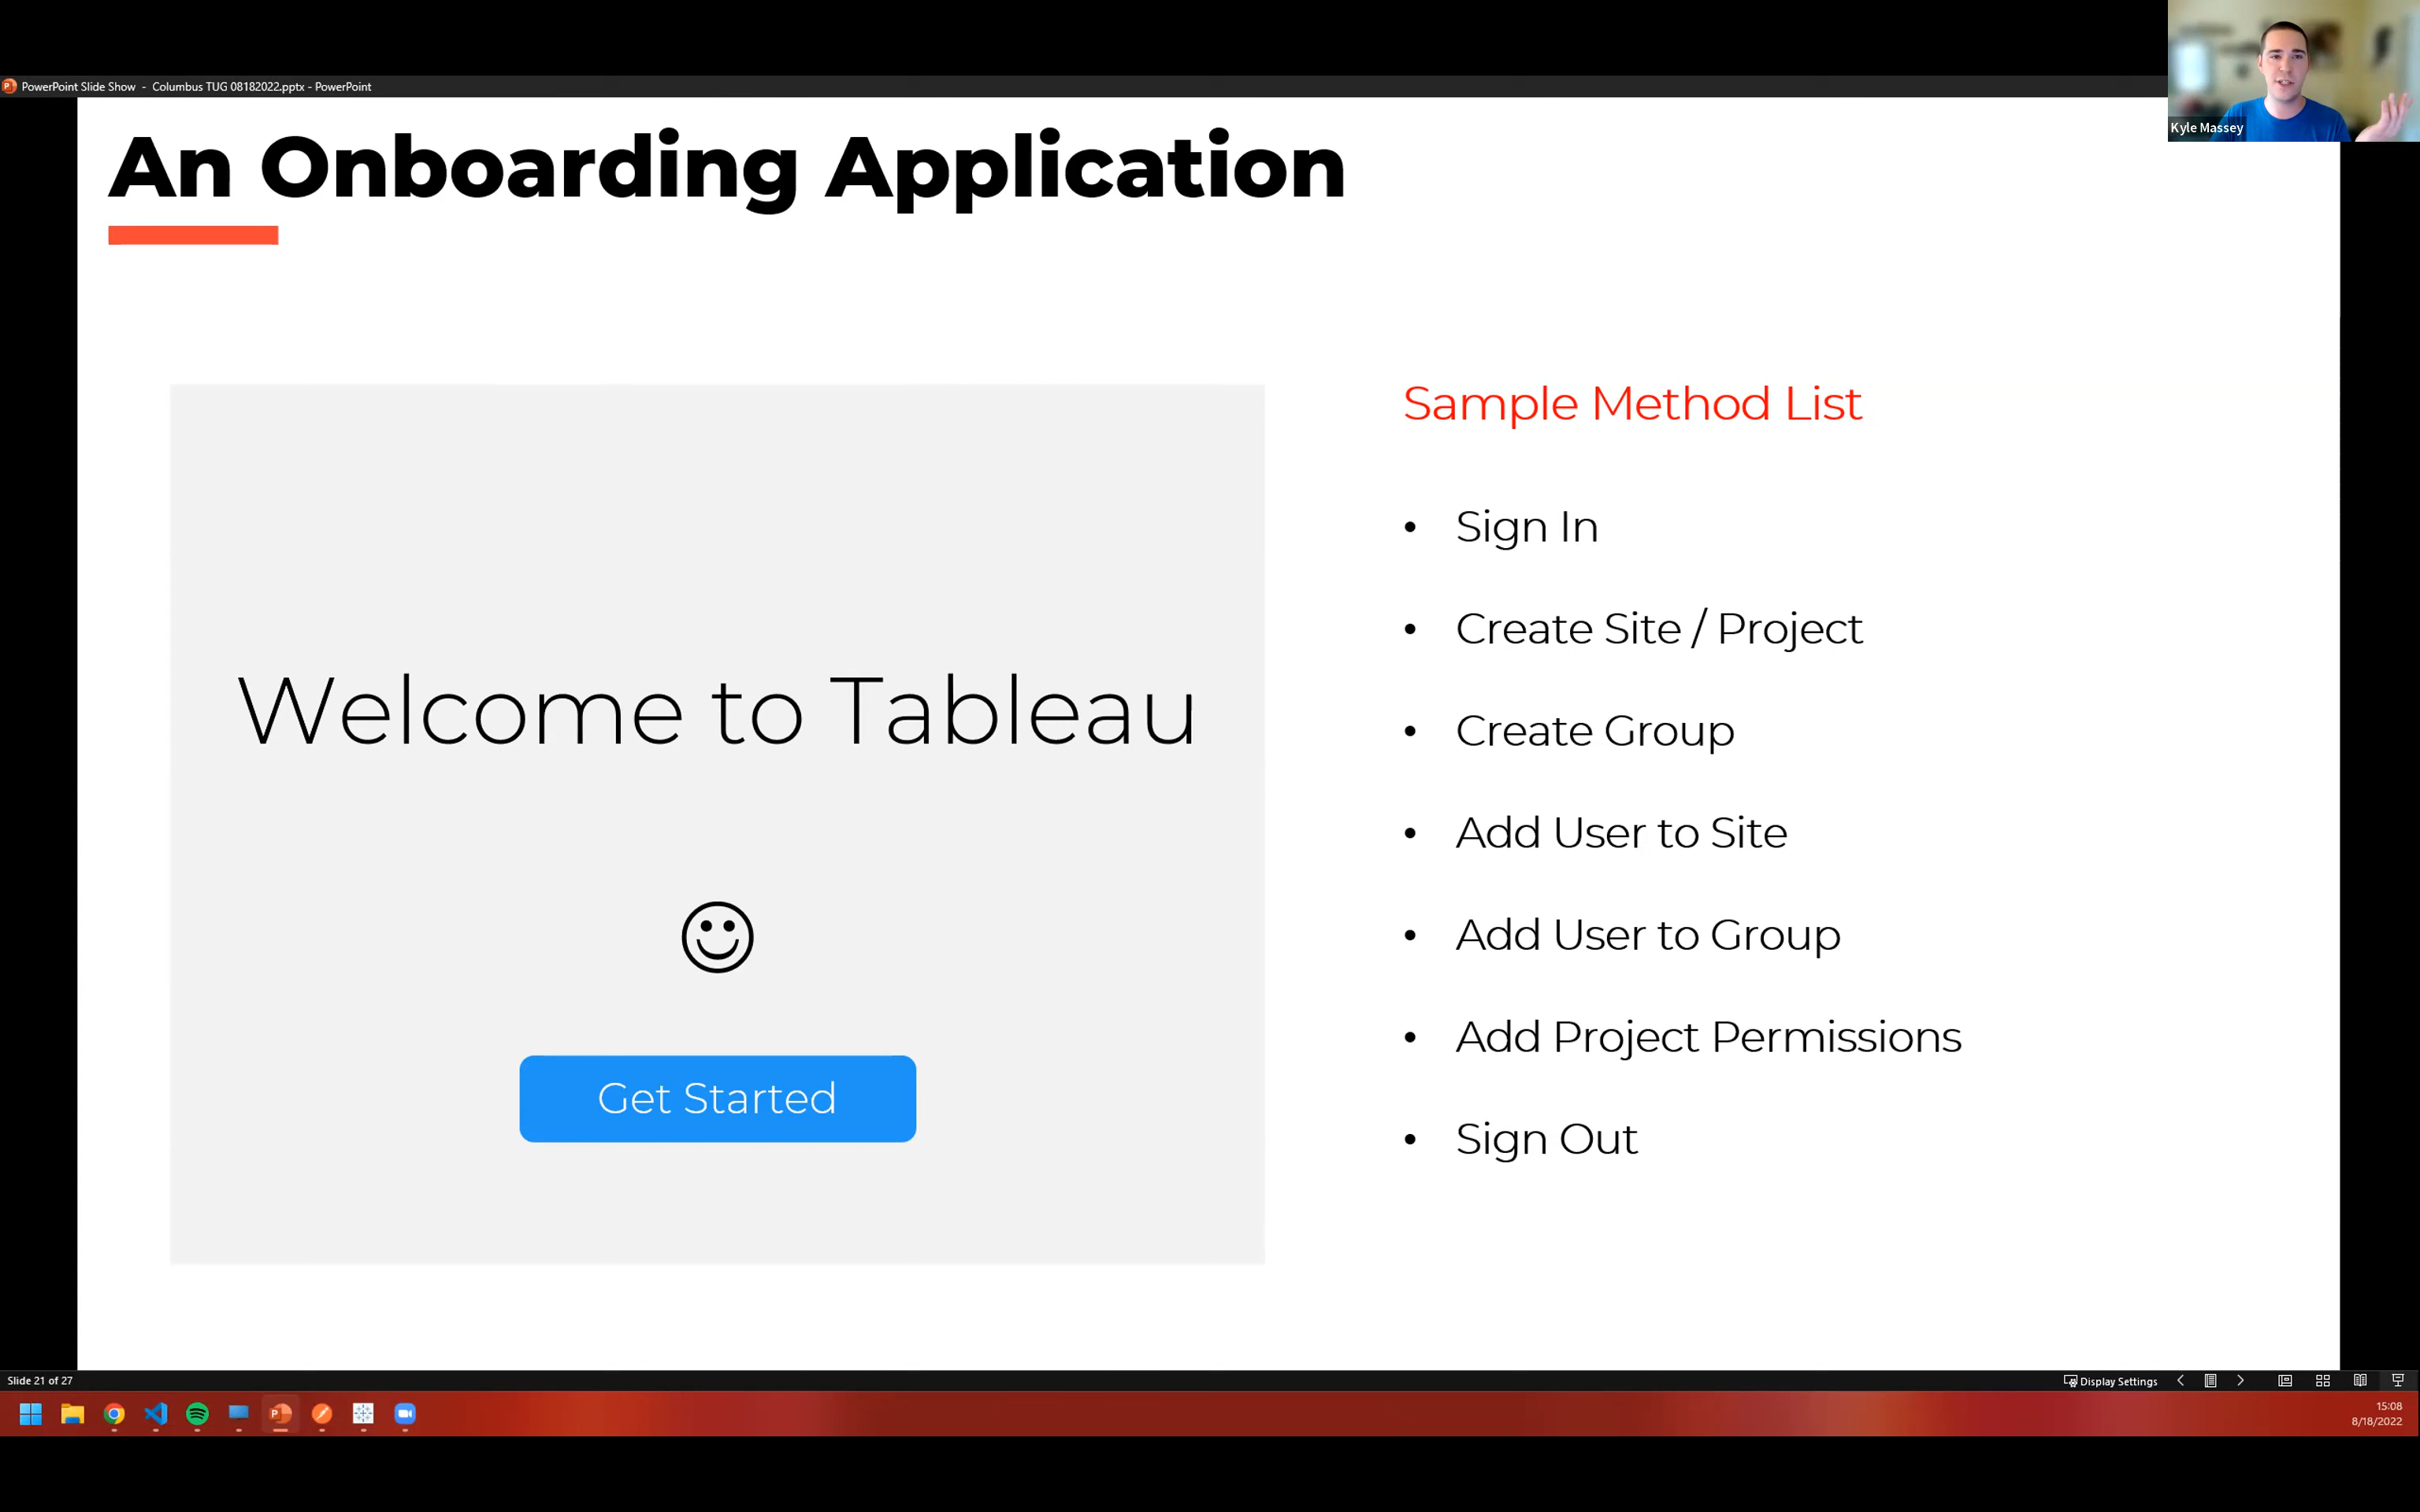 PowerPoint Slide Show - Columbus TUG 08182022.pptx - PowerPoint
Kyle Massey
An Onboarding Application
Welcome to Tableau
Get Started
Sample Method List
• Sign In
• Create Site / Project
• Create Group
• Add User to Site
• Add User to Group
• Add Project Permissions
• Sign Out
Slide 21 of 27
Display Settings
15:08
8/18/2022